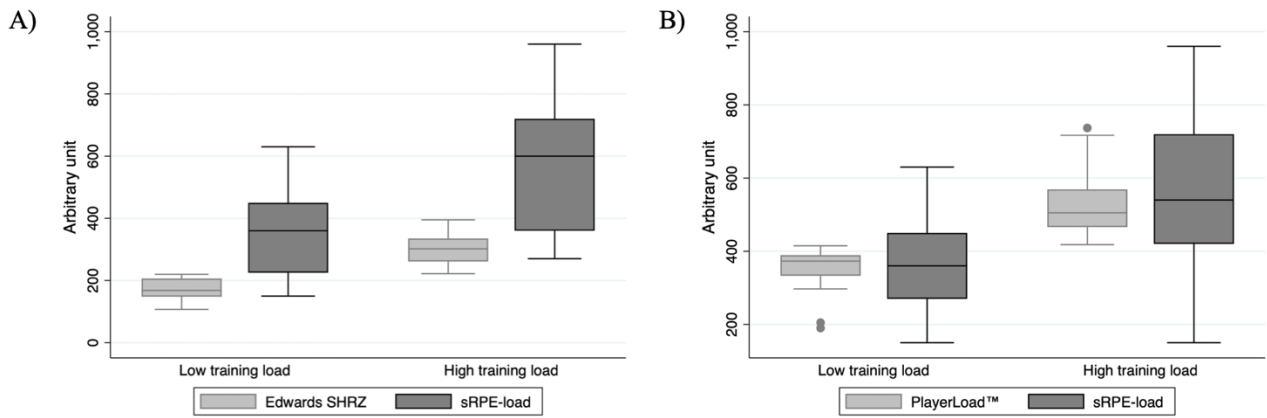 A)
Arbitrary unit
1,000
800
600
400
200
0
Low training load
High training load
Edwards SHRZ
sRPE-load
B)
Arbitrary unit
1,000
800
600
400
200
Low training load
High training load
PlayerLoad™
sRPE-load